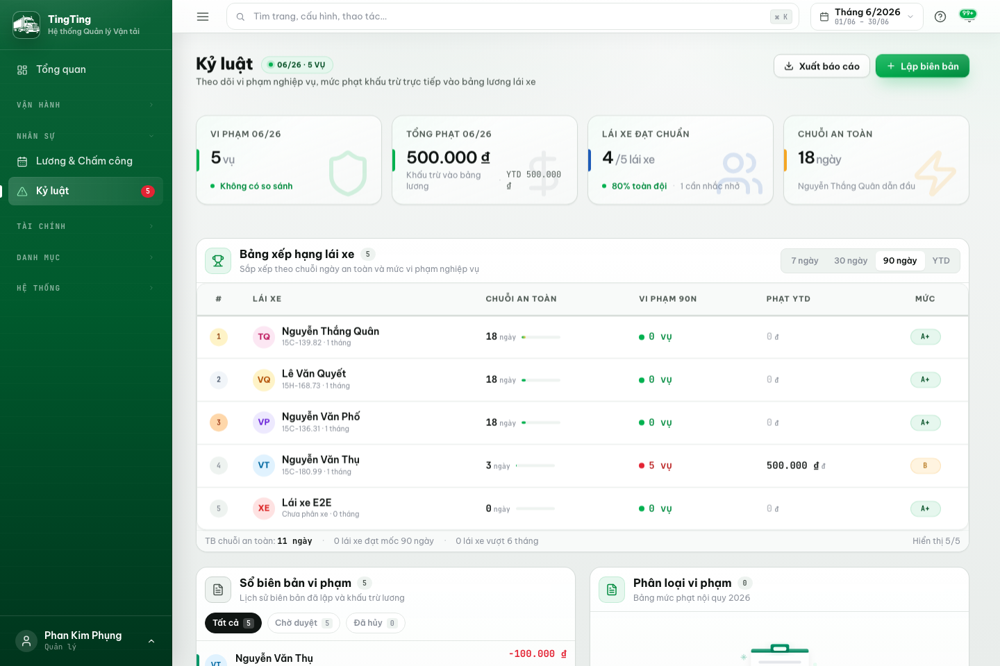 TingTing
Hệ thống Quản lý Vận tải
Tổng quan
VẬN HÀNH
NHÂN SỰ
Lương & Chấm công
Kỷ luật 5
TÀI CHÍNH
DANH MỤC
HỆ THỐNG
Phan Kim Phụng
Quản lý
Tìm trang, cấu hình, thao tác... ⌘ K
Tháng 6/2026
01/06 – 30/06
99+
Kỷ luật 06/26 · 5 VỤ
Theo dõi vi phạm nghiệp vụ, mức phạt khấu trừ trực tiếp vào bảng lương lái xe
Xuất báo cáo
Lập biên bản
VI PHẠM 06/26
5 vụ
Không có so sánh
TỔNG PHẠT 06/26
500.000 ₫
Khấu trừ vào bảng lương · YTD 500.000 ₫
LÁI XE ĐẠT CHUẨN
4 /5 lái xe
80% toàn đội · 1 cần nhắc nhở
CHUỖI AN TOÀN
18 ngày
Nguyễn Thắng Quân dẫn đầu
Bảng xếp hạng lái xe 5
Sắp xếp theo chuỗi ngày an toàn và mức vi phạm nghiệp vụ
7 ngày 30 ngày 90 ngày YTD
# LÁI XE CHUỖI AN TOÀN VI PHẠM 90N PHẠT YTD MỨC
1 TQ Nguyễn Thắng Quân 18 ngày 0 vụ 0 đ A+
15C-139.82 · 1 tháng
2 VQ Lê Văn Quyết 18 ngày 0 vụ 0 đ A+
15H-168.73 · 1 tháng
3 VP Nguyễn Văn Phố 18 ngày 0 vụ 0 đ A+
15C-136.31 · 1 tháng
4 VT Nguyễn Văn Thụ 3 ngày 5 vụ 500.000 ₫ đ B
15C-180.99 · 1 tháng
5 XE Lái xe E2E 0 ngày 0 vụ 0 đ A+
Chưa phân xe · 0 tháng
TB chuỗi an toàn: 11 ngày · 0 lái xe đạt mốc 90 ngày · 0 lái xe vượt 6 tháng Hiển thị 5/5
Sổ biên bản vi phạm 5
Lịch sử biên bản đã lập và khấu trừ lương
Tất cả 5 Chờ duyệt 5 Đã hủy 0
VT Nguyễn Văn Thụ -100.000 ₫
Phân loại vi phạm 0
Bảng mức phạt nội quy 2026